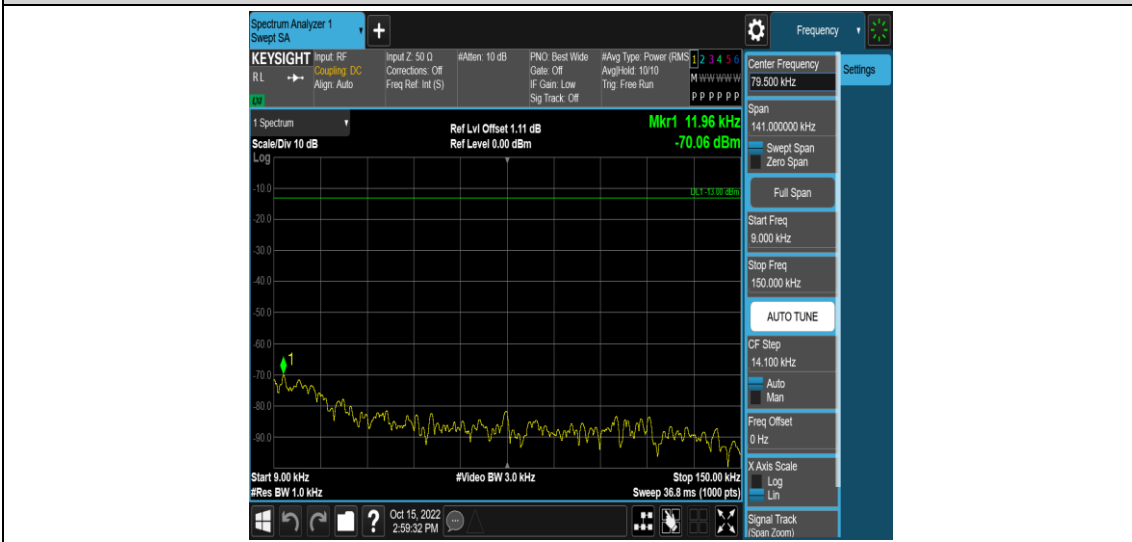 Spectrum Analyzer 1
Swept SA
+
Frequency
KEYSIGHT
Input: RF
Input Z: 50 Ω
#Atten: 10 dB
PNO: Best Wide
#Avg Type: Power (RMS
1 2 3 4 5 6
R L
Coupling: DC
Corrections: Off
Gate: Off
Avg|Hold: 10/10
M W W W W W
Align: Auto
Freq Ref: Int (S)
IF Gain: Low
Trig: Free Run
Sig Track: Off
P P P P P P
LXI
1 Spectrum
Ref Lvl Offset 1.11 dB
Mkr1 11.96 kHz
Scale/Div 10 dB
Ref Level 0.00 dBm
-70.06 dBm
Log
DL1 -13.00 dBm
-10.0
-20.0
-30.0
-40.0
-50.0
-60.0
-70.0
-80.0
-90.0
1
Start 9.00 kHz
#Video BW 3.0 kHz
Stop 150.00 kHz
#Res BW 1.0 kHz
Sweep 36.8 ms (1000 pts)
?
Oct 15, 2022
2:59:32 PM
Center Frequency
79.500 kHz
Settings
Span
141.000000 kHz
Swept Span
Zero Span
Full Span
Start Freq
9.000 kHz
Stop Freq
150.000 kHz
AUTO TUNE
CF Step
14.100 kHz
Auto
Man
Freq Offset
0 Hz
X Axis Scale
Log
Lin
Signal Track
(Span Zoom)